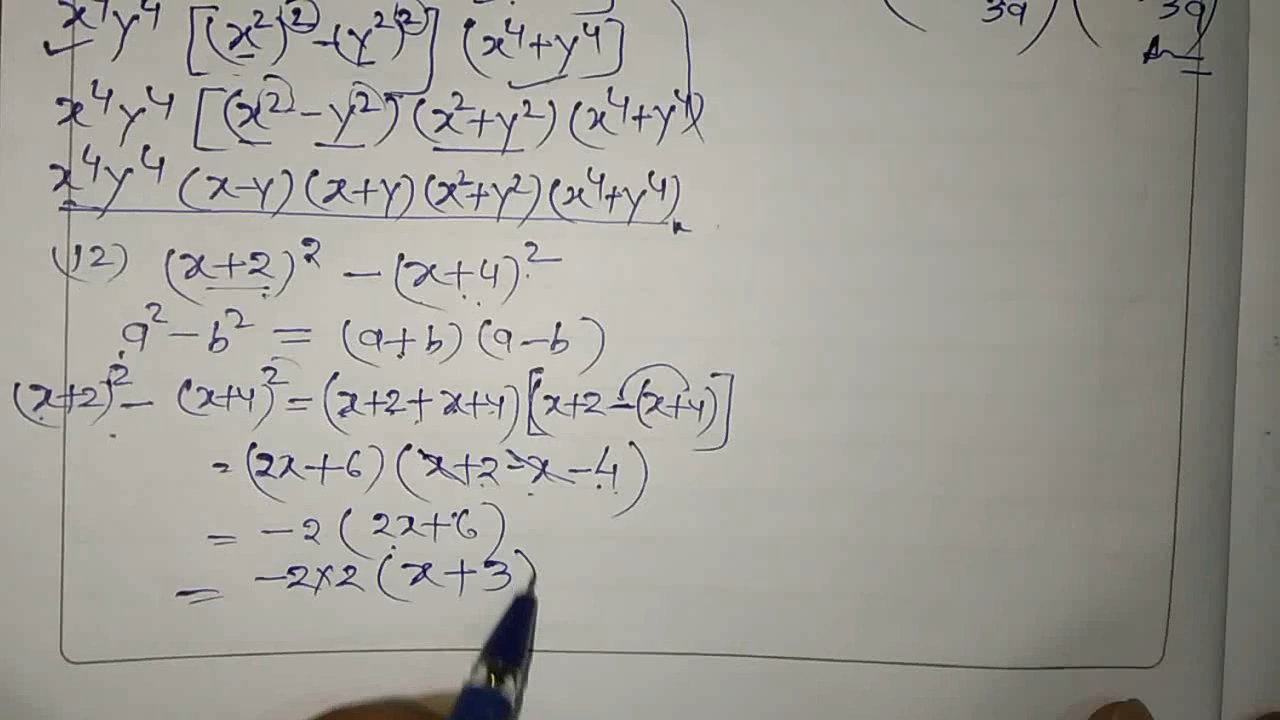 x⁴y⁴ [(x²)² - (y²)²] (x⁴+y⁴]
x⁴y⁴ [(x² - y²) (x²+y²) (x⁴+y⁴)
x⁴y⁴ (x-y) (x+y) (x²+y²) (x⁴+y⁴)
(12) (x+2)² - (x+4)²
a² - b² = (a+b) (a-b)
(x+2)² - (x+4)² = (x+2+x+4) [x+2-(x+4)]
= (2x+6) (x+2-x-4)
= -2 (2x+6)
= -2×2 (x+3)
39) ( 39)